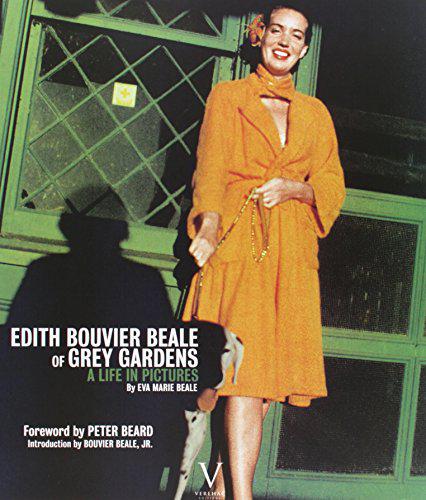 EDITH BOUVIER BEALE
OF GREY GARDENS
A LIFE IN PICTURES
By EVA MARIE BEALE
Foreword by PETER BEARD
Introduction by BOUVIER BEALE, JR.
V
VERLHAC